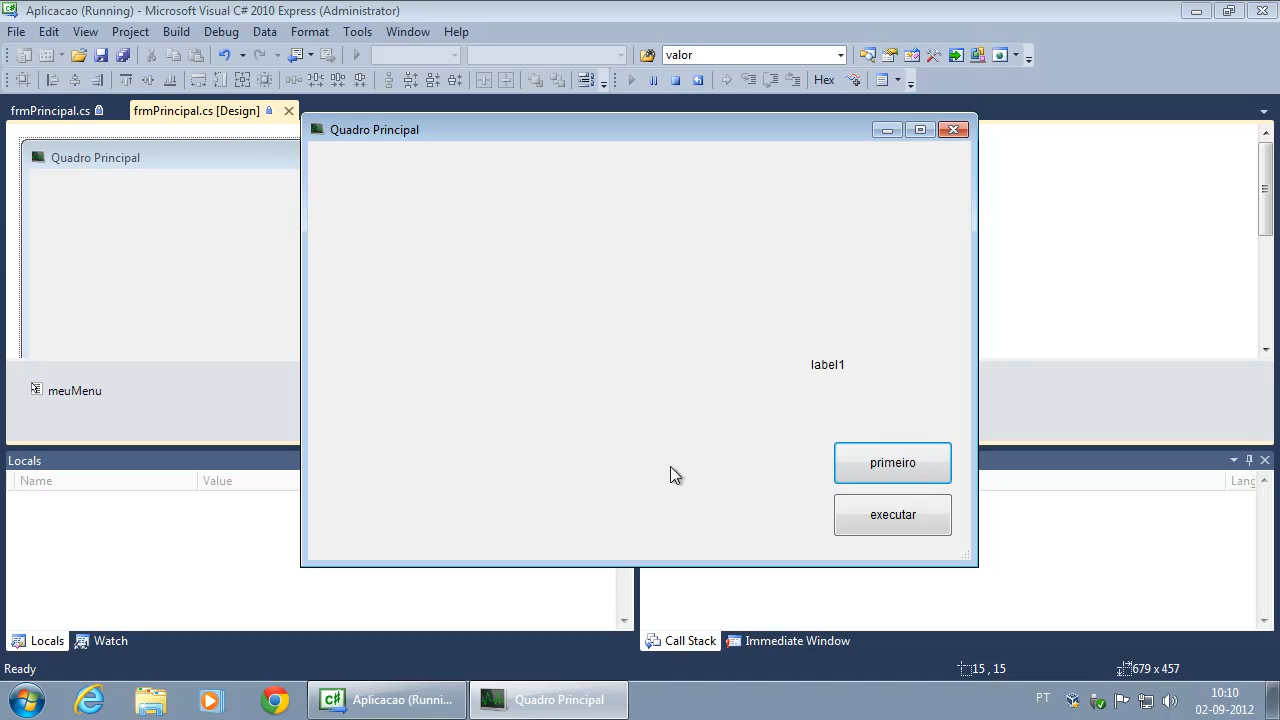 Aplicacao (Running) - Microsoft Visual C# 2010 Express (Administrator)
File Edit View Project Build Debug Data Format Tools Window Help
valor
Hex
frmPrincipal.cs frmPrincipal.cs [Design]
Quadro Principal
Quadro Principal
label1
meuMenu
primeiro
executar
Locals
Name Value Lang
Locals Watch Call Stack Immediate Window
Ready 15 , 15 679 x 457
Aplicacao (Runni... Quadro Principal PT 10:10
02-09-2012